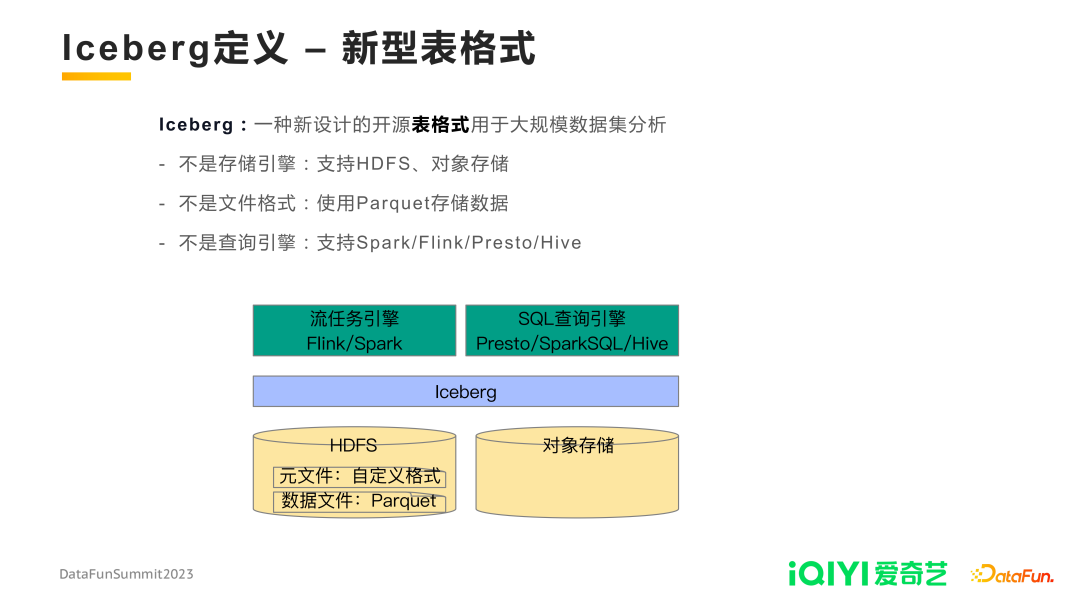 Iceberg定义 – 新型表格式
Iceberg：一种新设计的开源表格式用于大规模数据集分析
- 不是存储引擎：支持HDFS、对象存储
- 不是文件格式：使用Parquet存储数据
- 不是查询引擎：支持Spark/Flink/Presto/Hive
流任务引擎
Flink/Spark
SQL查询引擎
Presto/SparkSQL/Hive
Iceberg
HDFS
元文件：自定义格式
数据文件：Parquet
对象存储
DataFunSummit2023
iQIYI 爱奇艺
DataFun.